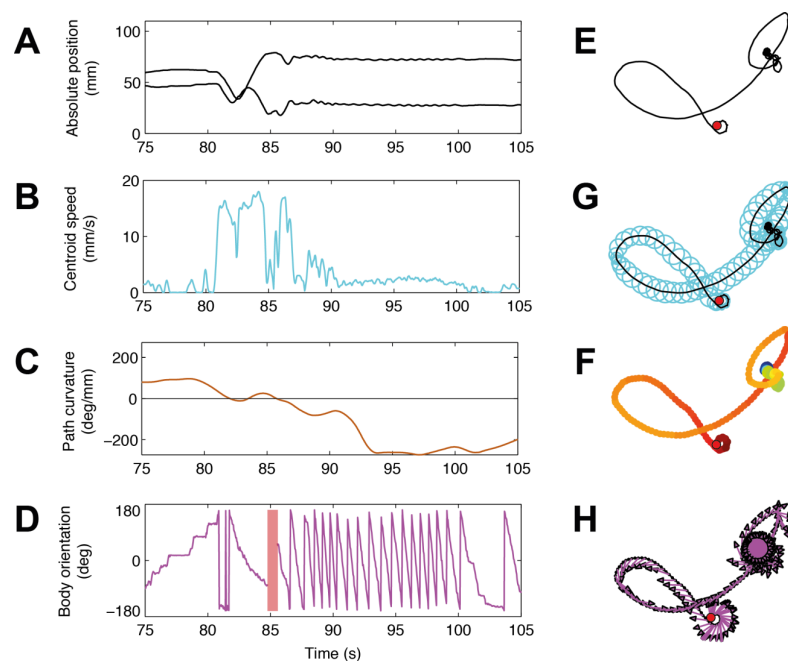 A
Absolute position
(mm)
100
50
0
75 80 85 90 95 100 105
E
B
Centroid speed
(mm/s)
20
10
0
75 80 85 90 95 100 105
G
C
Path curvature
(deg/mm)
200
0
−200
75 80 85 90 95 100 105
F
D
Body orientation
(deg)
180
0
−180
75 80 85 90 95 100 105
Time (s)
H